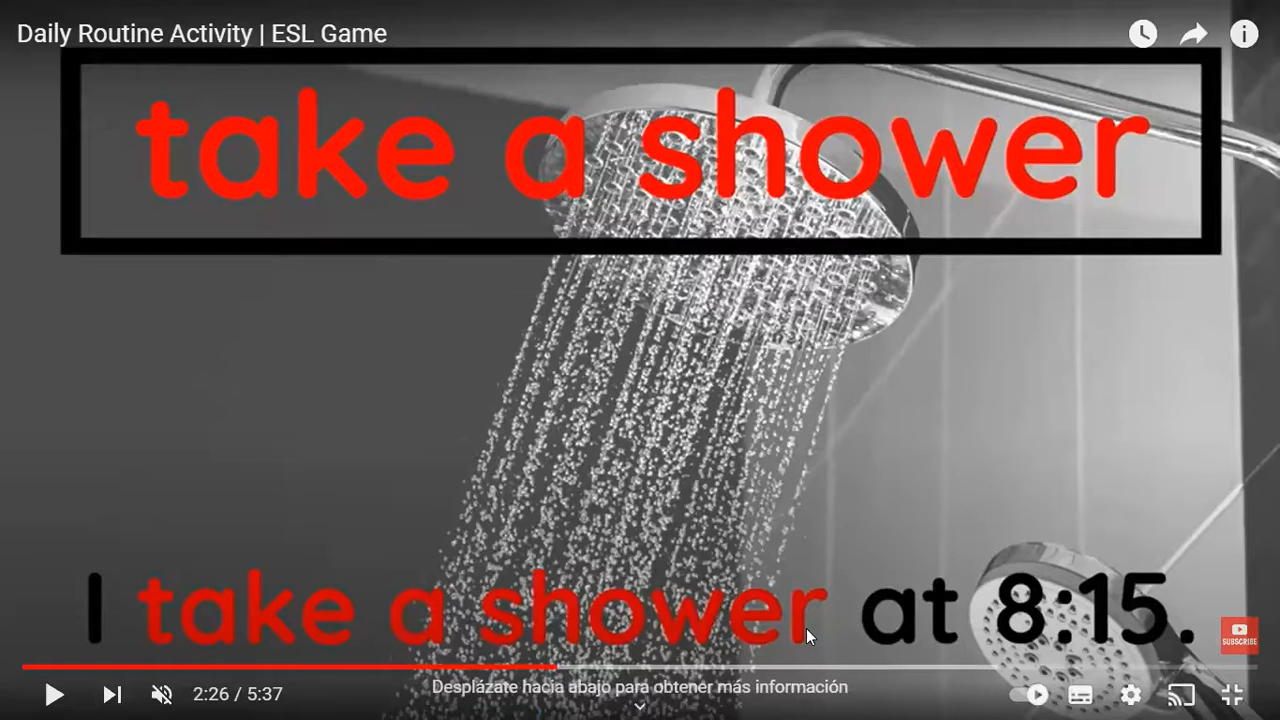 Daily Routine Activity | ESL Game
take a shower
I take a shower at 8:15.
SUBSCRIBE
2:26 / 5:37
Desplázate hacia abajo para obtener más información